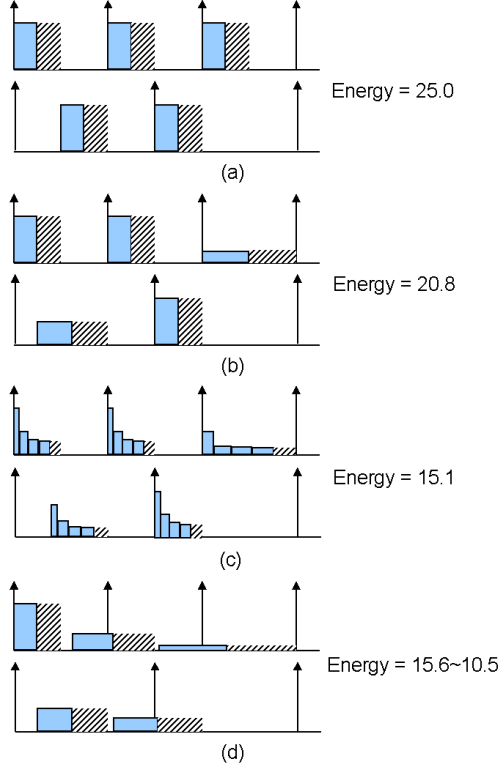 Energy = 25.0
(a)
Energy = 20.8
(b)
Energy = 15.1
(c)
Energy = 15.6~10.5
(d)